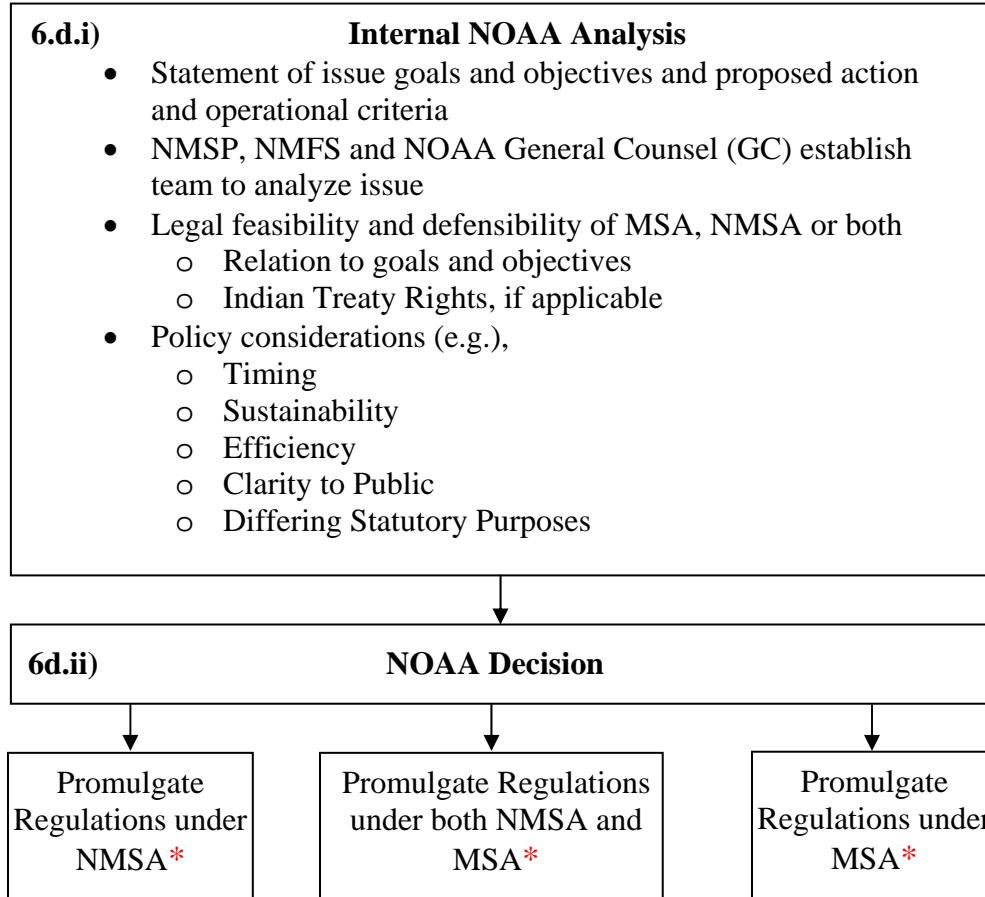 6.d.i) Internal NOAA Analysis
• Statement of issue goals and objectives and proposed action
and operational criteria
• NMSP, NMFS and NOAA General Counsel (GC) establish
team to analyze issue
• Legal feasibility and defensibility of MSA, NMSA or both
o Relation to goals and objectives
o Indian Treaty Rights, if applicable
• Policy considerations (e.g.),
o Timing
o Sustainability
o Efficiency
o Clarity to Public
o Differing Statutory Purposes
6d.ii) NOAA Decision
Promulgate
Regulations under
NMSA*
Promulgate Regulations
under both NMSA and
MSA*
Promulgate
Regulations under
MSA*